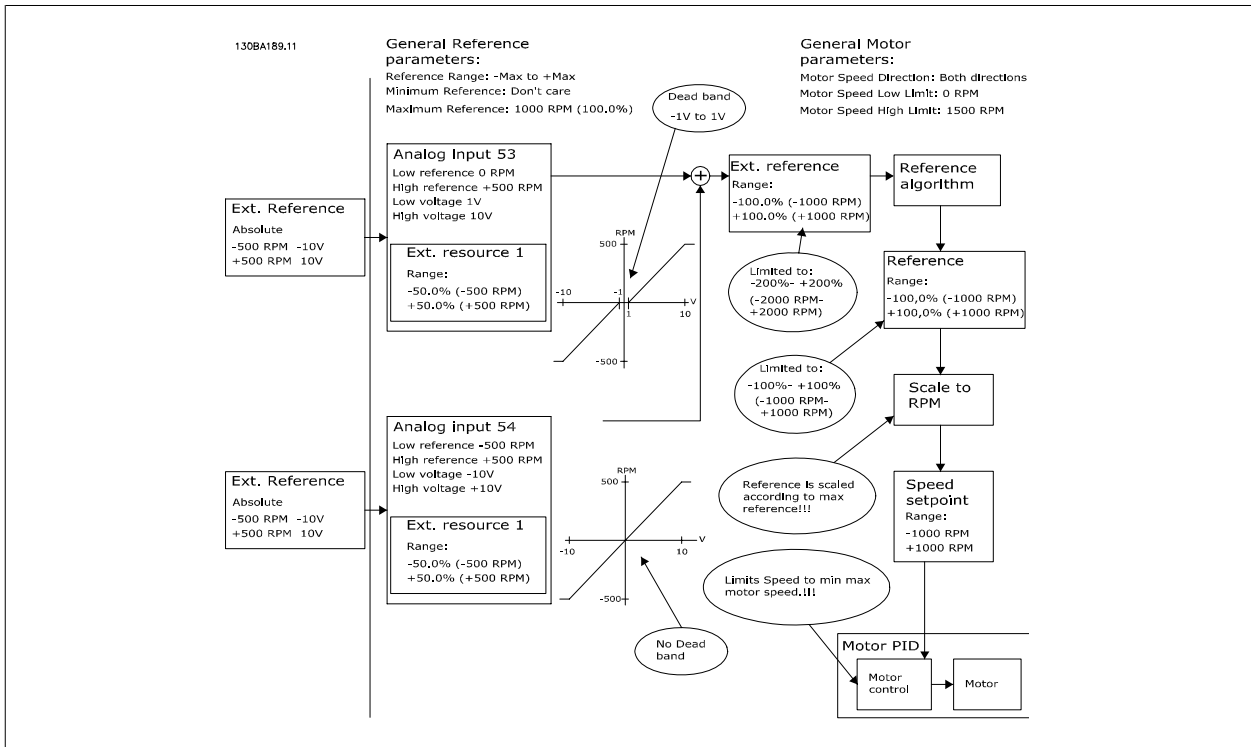 130BA189.11
General Reference
parameters:
Reference Range: -Max to +Max
Minimum Reference: Don't care
Maximum Reference: 1000 RPM (100.0%)
General Motor
parameters:
Motor Speed Direction: Both directions
Motor Speed Low Limit: 0 RPM
Motor Speed High Limit: 1500 RPM
Dead band
-1V to 1V
Ext. Reference
Absolute
-500 RPM -10V
+500 RPM 10V
Analog Input 53
Low reference 0 RPM
High reference +500 RPM
Low voltage 1V
High voltage 10V
Ext. resource 1
Range:
-50.0% (-500 RPM)
+50.0% (+500 RPM)
RPM
500
-10
-1
1
10
V
-500
+
Ext. reference
Range:
-100.0% (-1000 RPM)
+100.0% (+1000 RPM)
Reference
algorithm
Limited to:
-200%- +200%
(-2000 RPM-
+2000 RPM)
Reference
Range:
-100,0% (-1000 RPM)
+100,0% (+1000 RPM)
Limited to:
-100%- +100%
(-1000 RPM-
+1000 RPM)
Scale to
RPM
Ext. Reference
Absolute
-500 RPM -10V
+500 RPM 10V
Analog input 54
Low reference -500 RPM
High reference +500 RPM
Low voltage -10V
High voltage +10V
Ext. resource 1
Range:
-50.0% (-500 RPM)
+50.0% (+500 RPM)
RPM
500
-10
10
V
-500
No Dead
band
Reference is scaled
according to max
reference!!!
Speed
setpoint
Range:
-1000 RPM
+1000 RPM
Limits Speed to min max
motor speed.!!!
Motor PID
Motor
control
Motor